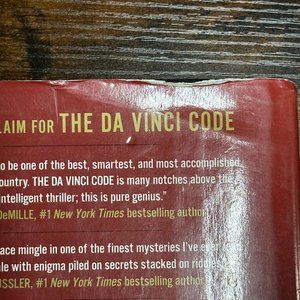 LAIM FOR THE DA VINCI CODE
o be one of the best, smartest, and most accomplished
ountry. THE DA VINCI CODE is many notches above the
intelligent thriller; this is pure genius."
DeMILLE, #1 New York Times bestselling author
ace mingle in one of the finest mysteries I've ever
le with enigma piled on secrets stacked on riddles
SSLER, #1 New York Times bestselling author